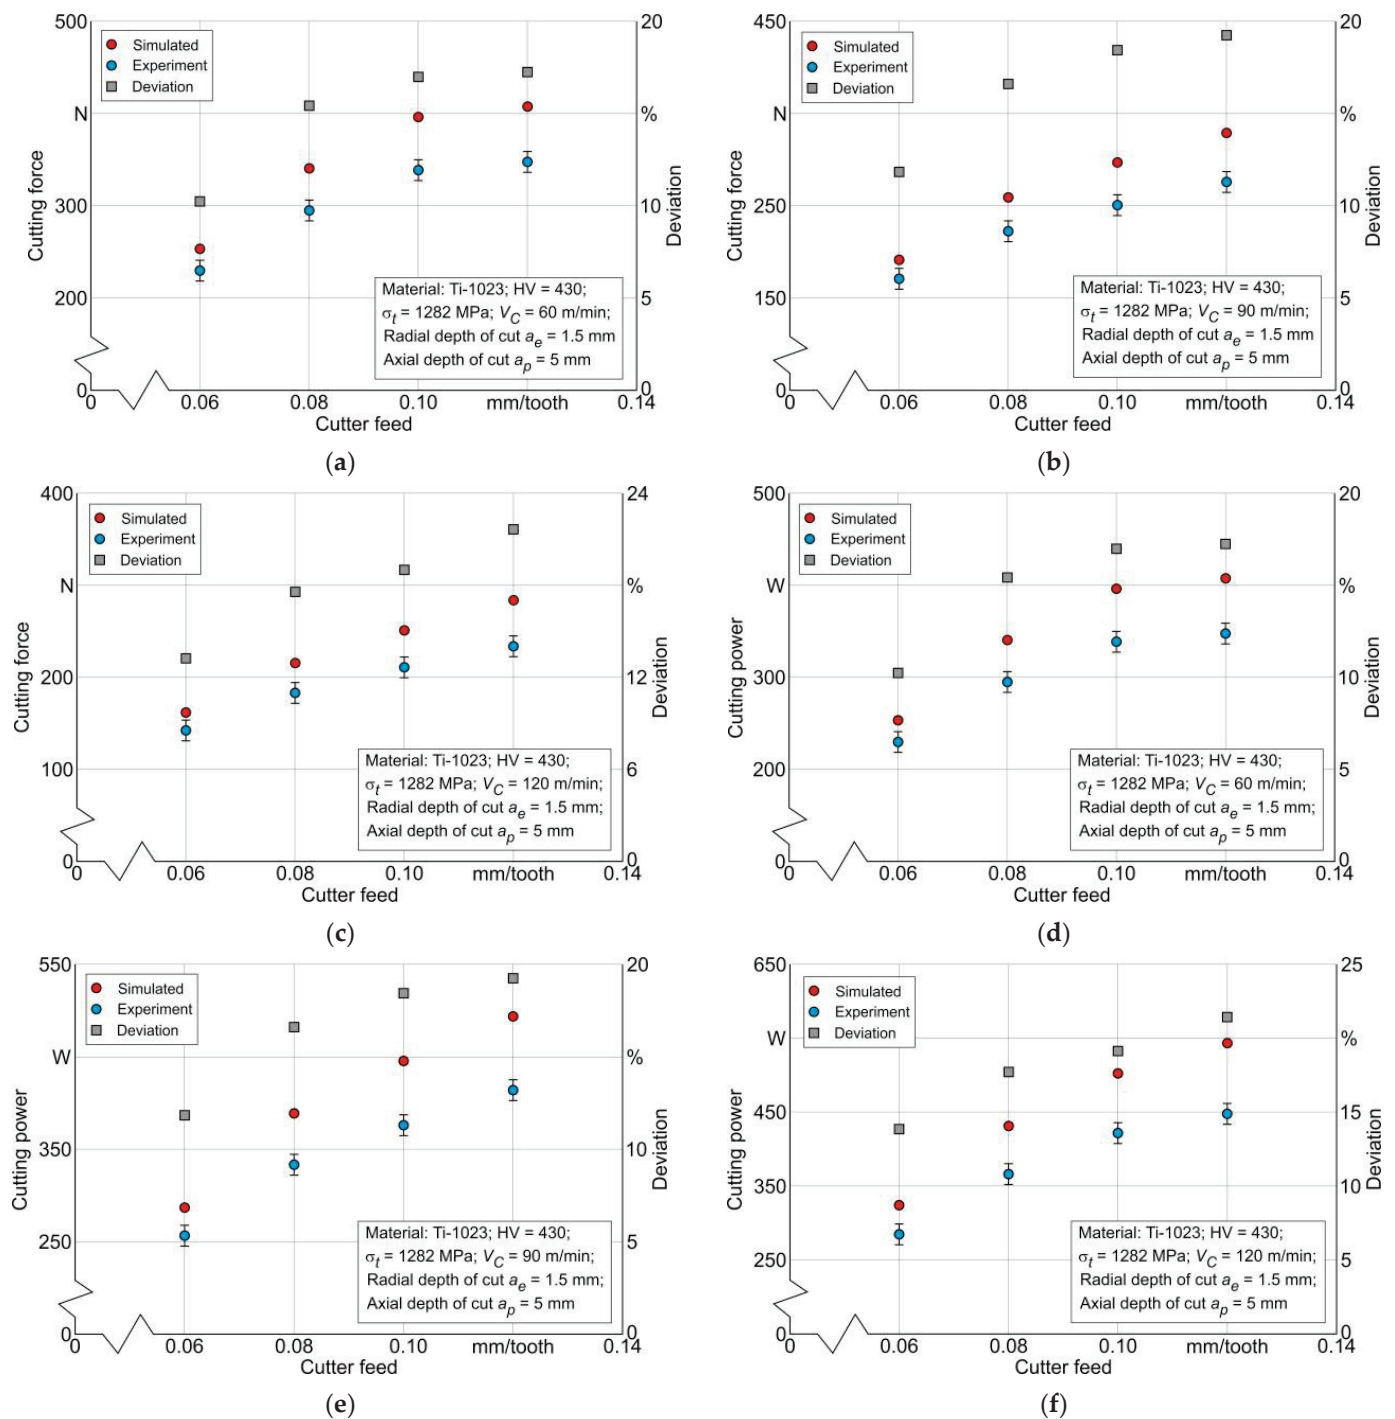 500
N
300
200
0
20
%
10
5
0
Cutting force
Deviation
Simulated
Experiment
Deviation
Material: Ti-1023; HV = 430;
σt = 1282 MPa; VC = 60 m/min;
Radial depth of cut ae = 1.5 mm
Axial depth of cut ap = 5 mm
0 0.06 0.08 0.10 mm/tooth 0.14
Cutter feed
(a)
450
N
250
150
0
20
%
10
5
0
Cutting force
Deviation
Simulated
Experiment
Deviation
Material: Ti-1023; HV = 430;
σt = 1282 MPa; VC = 90 m/min;
Radial depth of cut ae = 1.5 mm
Axial depth of cut ap = 5 mm
0 0.06 0.08 0.10 mm/tooth 0.14
Cutter feed
(b)
400
N
200
100
0
24
%
12
6
0
Cutting force
Deviation
Simulated
Experiment
Deviation
Material: Ti-1023; HV = 430;
σt = 1282 MPa; VC = 120 m/min;
Radial depth of cut ae = 1.5 mm;
Axial depth of cut ap = 5 mm
0 0.06 0.08 0.10 mm/tooth 0.14
Cutter feed
(c)
500
W
300
200
0
20
%
10
5
0
Cutting power
Deviation
Simulated
Experiment
Deviation
Material: Ti-1023; HV = 430;
σt = 1282 MPa; VC = 60 m/min;
Radial depth of cut ae = 1.5 mm;
Axial depth of cut ap = 5 mm
0 0.06 0.08 0.10 mm/tooth 0.14
Cutter feed
(d)
550
W
350
250
0
20
%
10
5
0
Cutting power
Deviation
Simulated
Experiment
Deviation
Material: Ti-1023; HV = 430;
σt = 1282 MPa; VC = 90 m/min;
Radial depth of cut ae = 1.5 mm;
Axial depth of cut ap = 5 mm
0 0.06 0.08 0.10 mm/tooth 0.14
Cutter feed
(e)
650
W
450
350
250
0
25
%
15
10
5
0
Cutting power
Deviation
Simulated
Experiment
Deviation
Material: Ti-1023; HV = 430;
σt = 1282 MPa; VC = 120 m/min;
Radial depth of cut ae = 1.5 mm;
Axial depth of cut ap = 5 mm
0 0.06 0.08 0.10 mm/tooth 0.14
Cutter feed
(f)